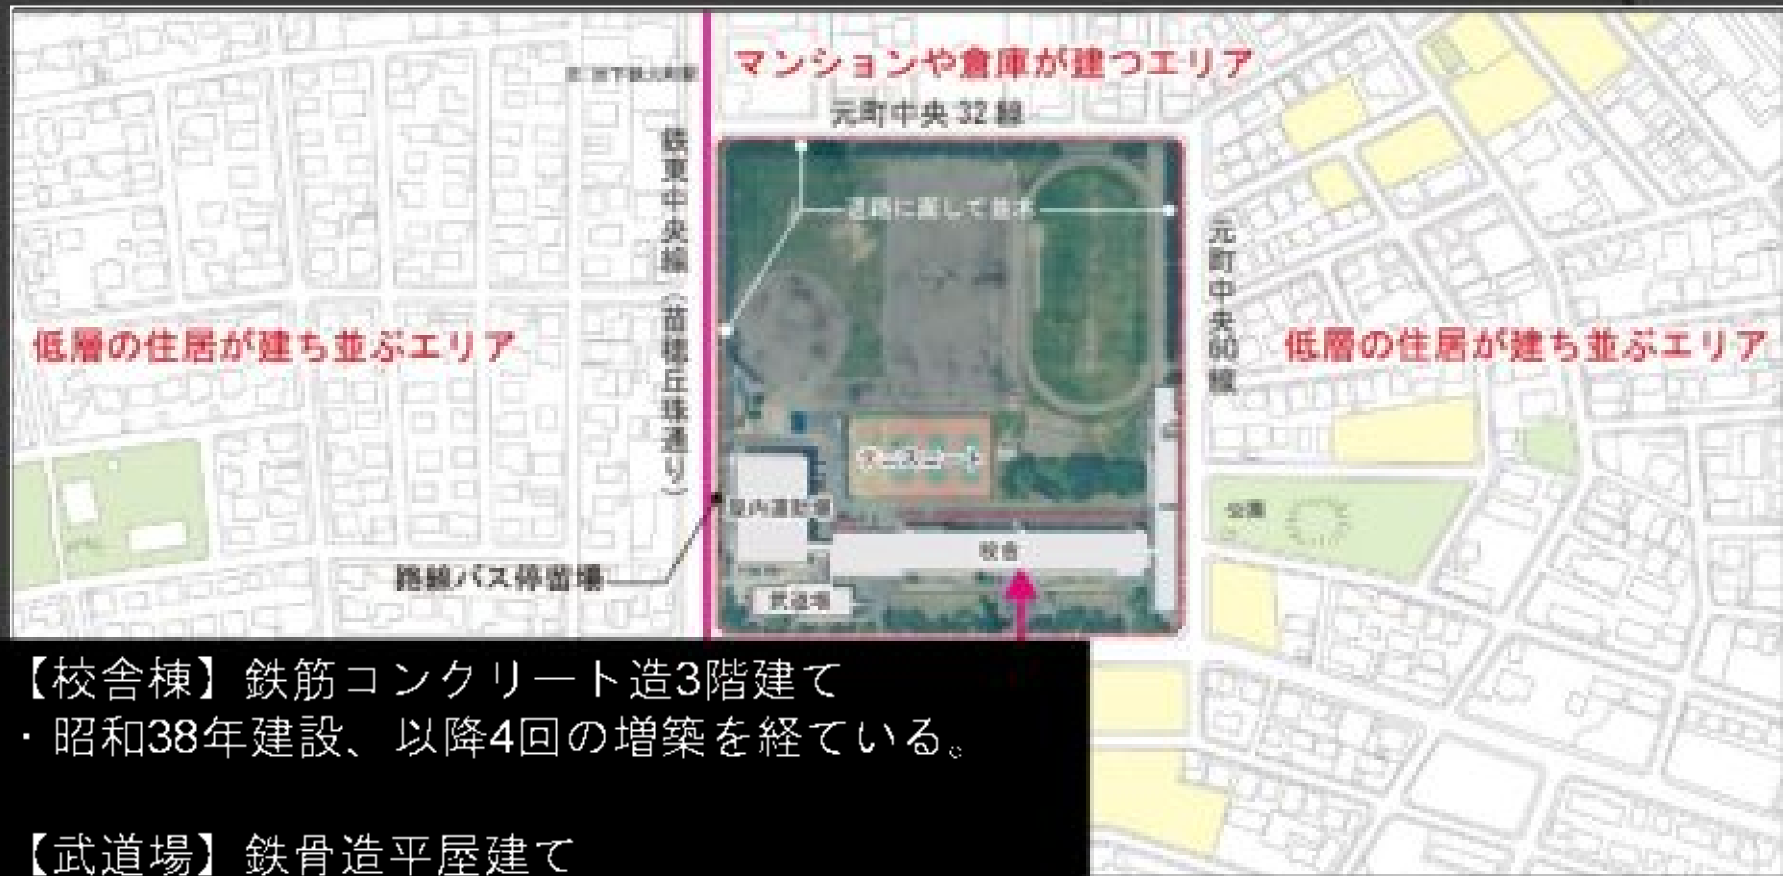 マンションや倉庫が建つエリア
元町中央 32 線
鉄東中央線（苗穂丘珠通り）
道路に面して並木
元町中央60線
低層の住居が建ち並ぶエリア
低層の住居が建ち並ぶエリア
テニスコート
屋内運動場
公園
校舎
路線バス停留場
武道場
【校舎棟】鉄筋コンクリート造3階建て
・昭和38年建設、以降4回の増築を経ている。
【武道場】鉄骨造平屋建て